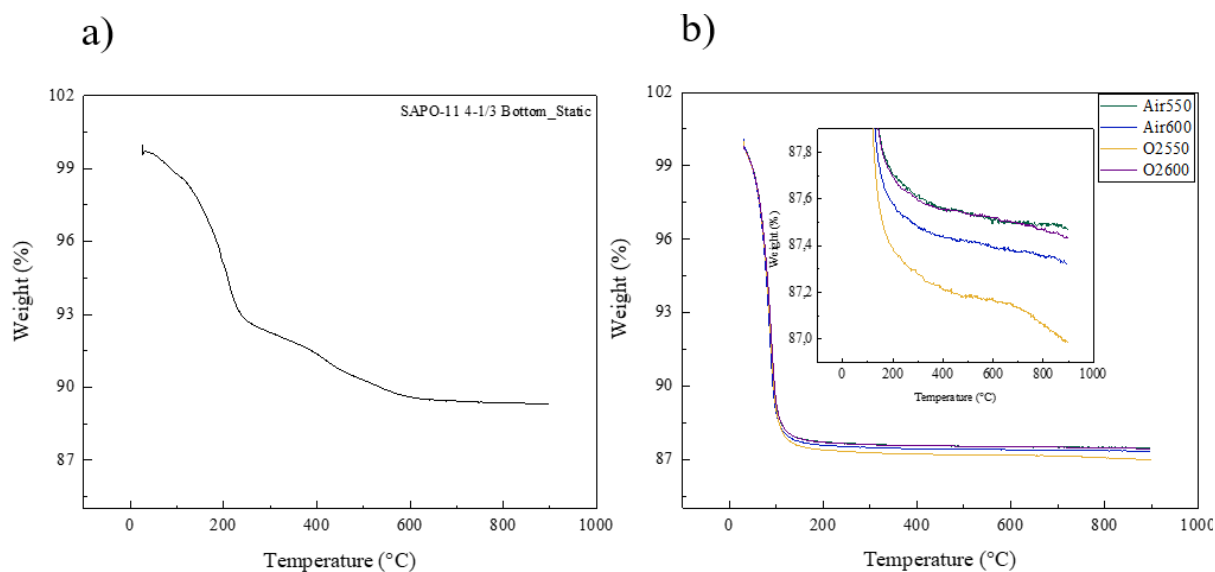 a)
102
99
96
93
90
87
Weight (%)
SAPO-11 4-1/3 Bottom_Static
0
200
400
600
800
1000
Temperature (°C)
b)
102
99
96
93
90
87
Weight (%)
Air550
Air600
O2550
O2600
87,8
87,6
87,4
87,2
87,0
Weight (%)
0
200
400
600
800
1000
Temperature (°C)
0
200
400
600
800
1000
Temperature (°C)